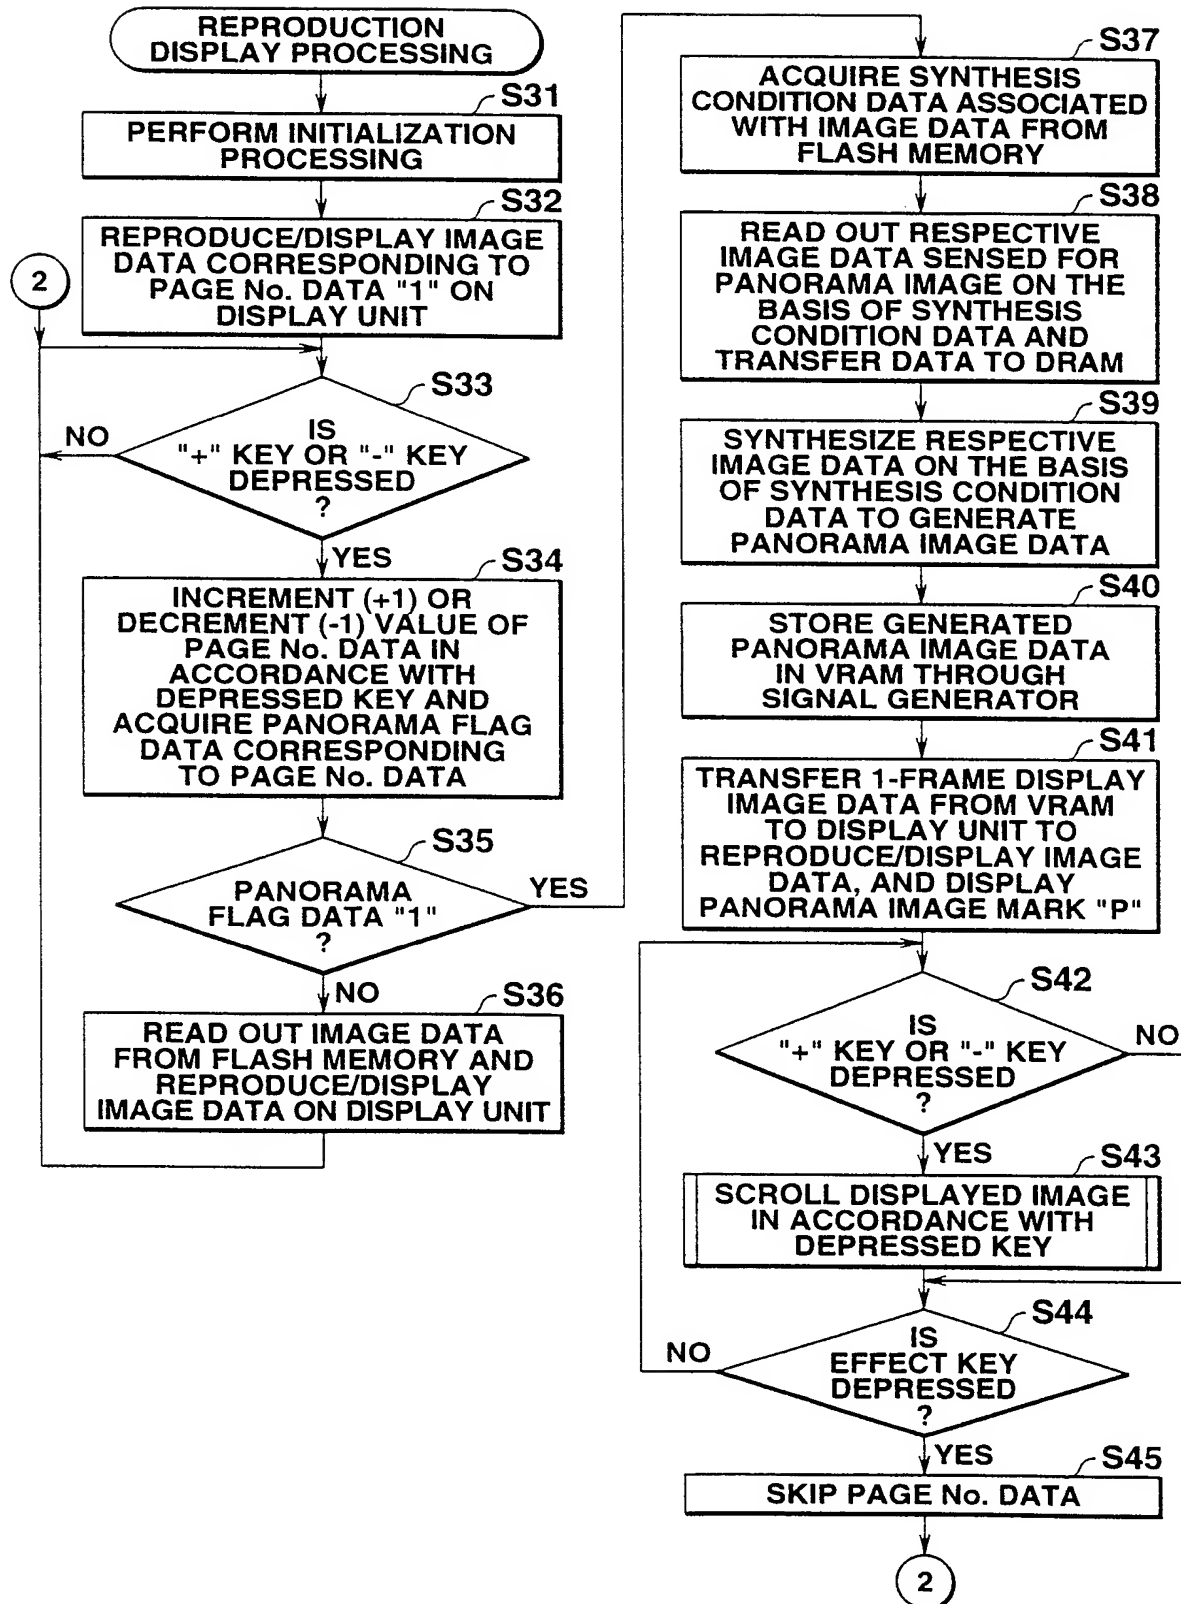 REPRODUCTION
DISPLAY PROCESSING
S31
PERFORM INITIALIZATION
PROCESSING
S32
REPRODUCE/DISPLAY IMAGE
DATA CORRESPONDING TO
PAGE No. DATA "1" ON
DISPLAY UNIT
2
S33
IS
"+" KEY OR "-" KEY
DEPRESSED
?
NO
YES
S34
INCREMENT (+1) OR
DECREMENT (-1) VALUE OF
PAGE No. DATA IN
ACCORDANCE WITH
DEPRESSED KEY AND
ACQUIRE PANORAMA FLAG
DATA CORRESPONDING
TO PAGE No. DATA
S35
PANORAMA
FLAG DATA "1"
?
YES
NO
S36
READ OUT IMAGE DATA
FROM FLASH MEMORY AND
REPRODUCE/DISPLAY
IMAGE DATA ON DISPLAY UNIT
S37
ACQUIRE SYNTHESIS
CONDITION DATA ASSOCIATED
WITH IMAGE DATA FROM
FLASH MEMORY
S38
READ OUT RESPECTIVE
IMAGE DATA SENSED FOR
PANORAMA IMAGE ON THE
BASIS OF SYNTHESIS
CONDITION DATA AND
TRANSFER DATA TO DRAM
S39
SYNTHESIZE RESPECTIVE
IMAGE DATA ON THE BASIS
OF SYNTHESIS CONDITION
DATA TO GENERATE
PANORAMA IMAGE DATA
S40
STORE GENERATED
PANORAMA IMAGE DATA
IN VRAM THROUGH
SIGNAL GENERATOR
S41
TRANSFER 1-FRAME DISPLAY
IMAGE DATA FROM VRAM
TO DISPLAY UNIT TO
REPRODUCE/DISPLAY IMAGE
DATA, AND DISPLAY
PANORAMA IMAGE MARK "P"
S42
IS
"+" KEY OR "-" KEY
DEPRESSED
?
NO
YES
S43
SCROLL DISPLAYED IMAGE
IN ACCORDANCE WITH
DEPRESSED KEY
S44
IS
EFFECT KEY
DEPRESSED
?
NO
YES
S45
SKIP PAGE No. DATA
2